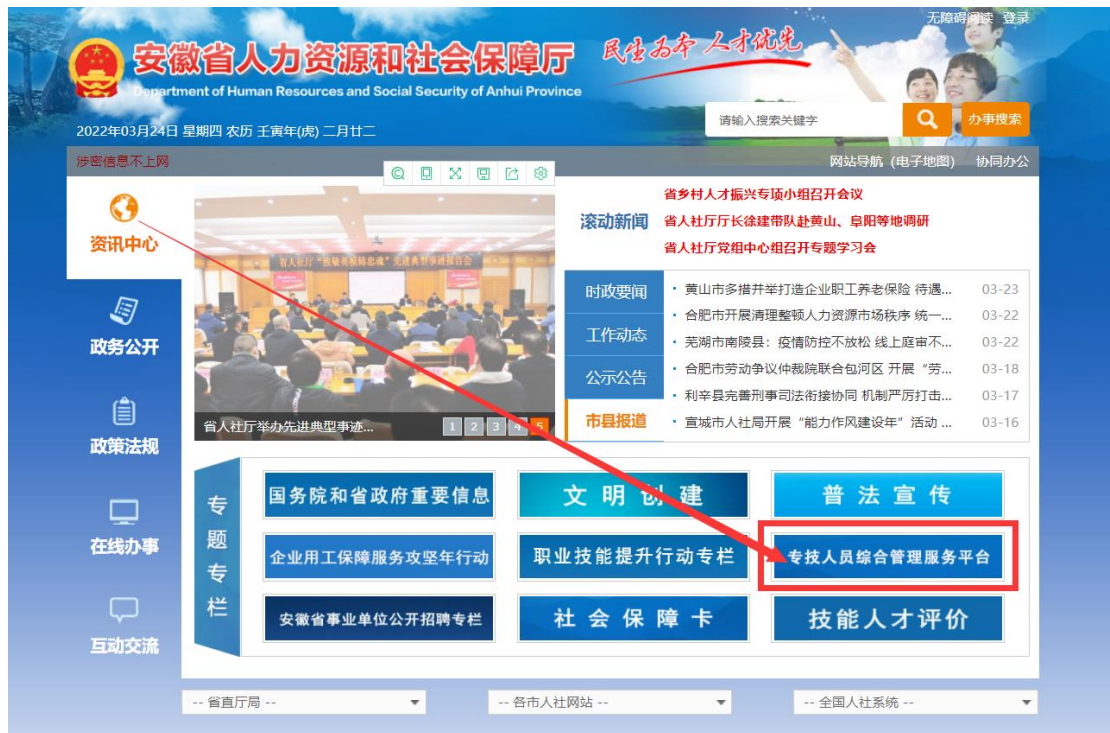 无障碍阅读 登录
安徽省人力资源和社会保障厅
Department of Human Resources and Social Security of Anhui Province
民生为本 人才优先
请输入搜索关键字
办事搜索
2022年03月24日 星期四 农历 壬寅年(虎) 二月廿二
涉密信息不上网
网站导航 (电子地图) 协同办公
资讯中心
政务公开
政策法规
在线办事
互动交流
省人社厅举办先进典型事迹...
1 2 3 4 5
滚动新闻
省乡村人才振兴专项小组召开会议
省人社厅厅长徐建带队赴黄山、阜阳等地调研
省人社厅党组中心组召开专题学习会
时政要闻
工作动态
公示公告
市县报道
黄山市多措并举打造企业职工养老保险 待遇... 03-23
合肥市开展清理整顿人力资源市场秩序 统一... 03-22
芜湖市南陵县：疫情防控不放松 线上庭审不... 03-22
合肥市劳动争议仲裁院联合包河区 开展“劳... 03-18
利辛县完善刑事司法衔接协同 机制严厉打击... 03-17
宣城市人社局开展“能力作风建设年”活动 ... 03-16
专题专栏
国务院和省政府重要信息
文明创建
普法宣传
企业用工保障服务攻坚年行动
职业技能提升行动专栏
专技人员综合管理服务平台
安徽省事业单位公开招聘专栏
社会保障卡
技能人才评价
-- 省直厅局 --
-- 各市人社网站 --
-- 全国人社系统 --